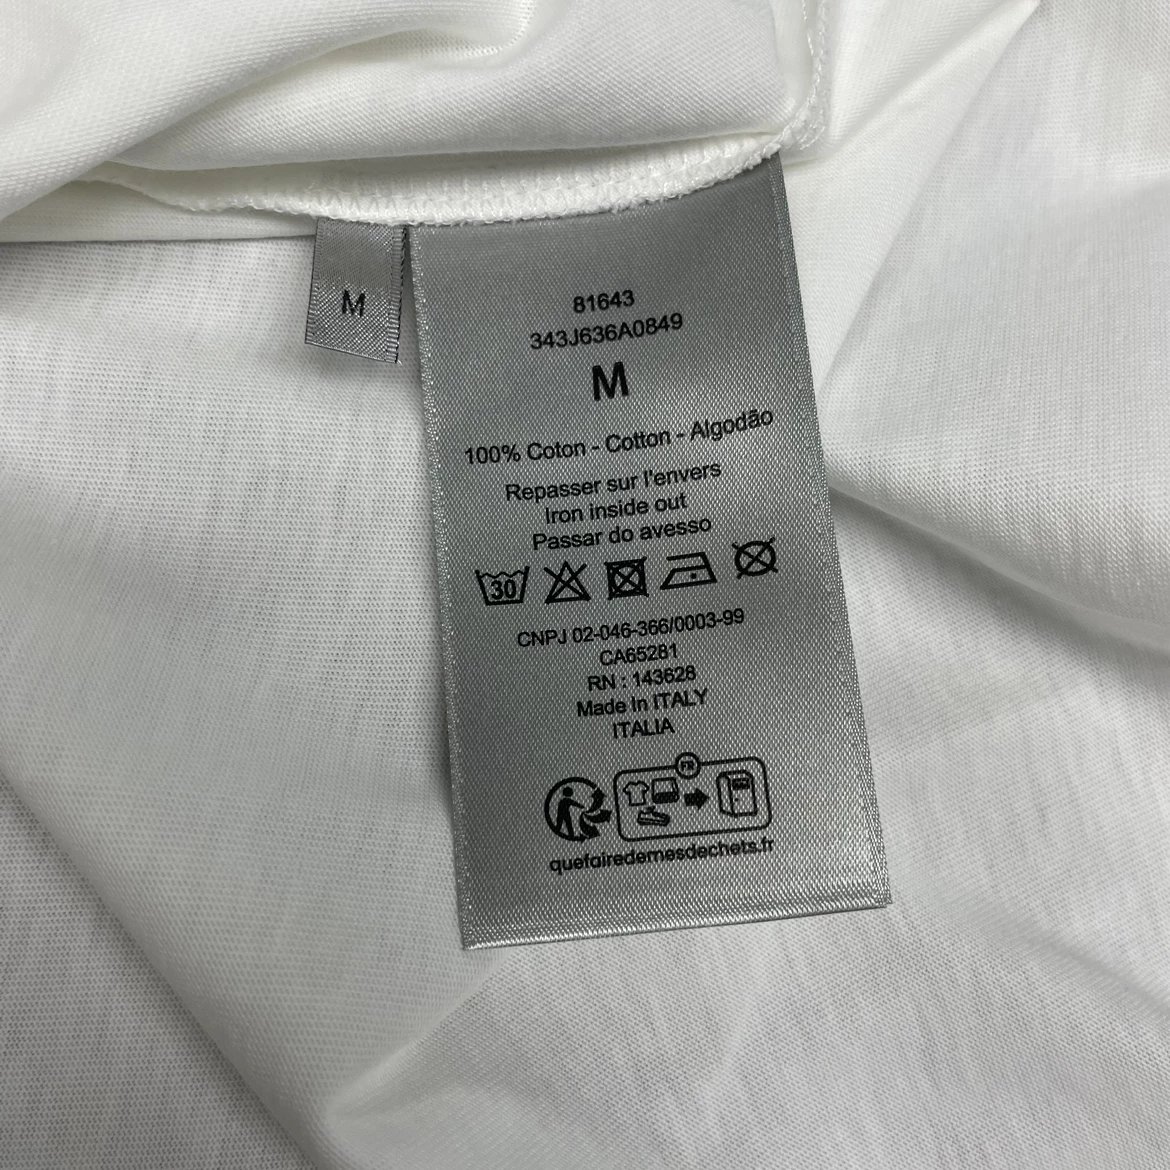 M
81643
343J636A0849
M
100% Coton - Cotton - Algodão
Repasser sur l'envers
Iron inside out
Passar do avesso
30
CNPJ 02-046-366/0003-99
CA65281
RN : 143628
Made In ITALY
ITALIA
FR
quefairedemesdechets.fr